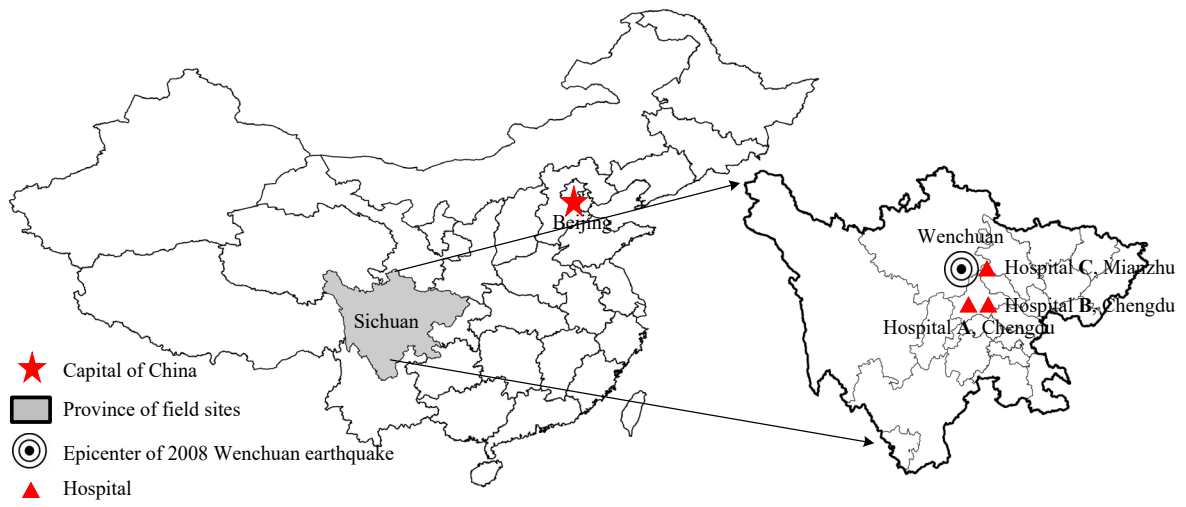 Beijing
Wenchuan
Hospital C, Mianzhu
Hospital B, Chengdu
Hospital A, Chengdu
Sichuan
Capital of China
Province of field sites
Epicenter of 2008 Wenchuan earthquake
Hospital